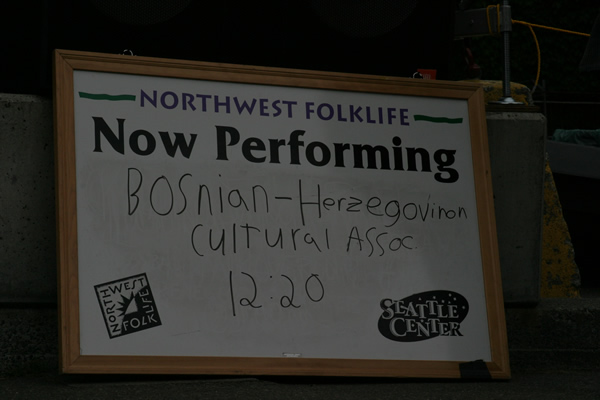 NORTHWEST FOLKLIFE
Now Performing
BOSnian-Herzegovinon
Cultural Assoc.
12:20
NORTHWEST FOLKLIFE
SEATTLE
CENTER